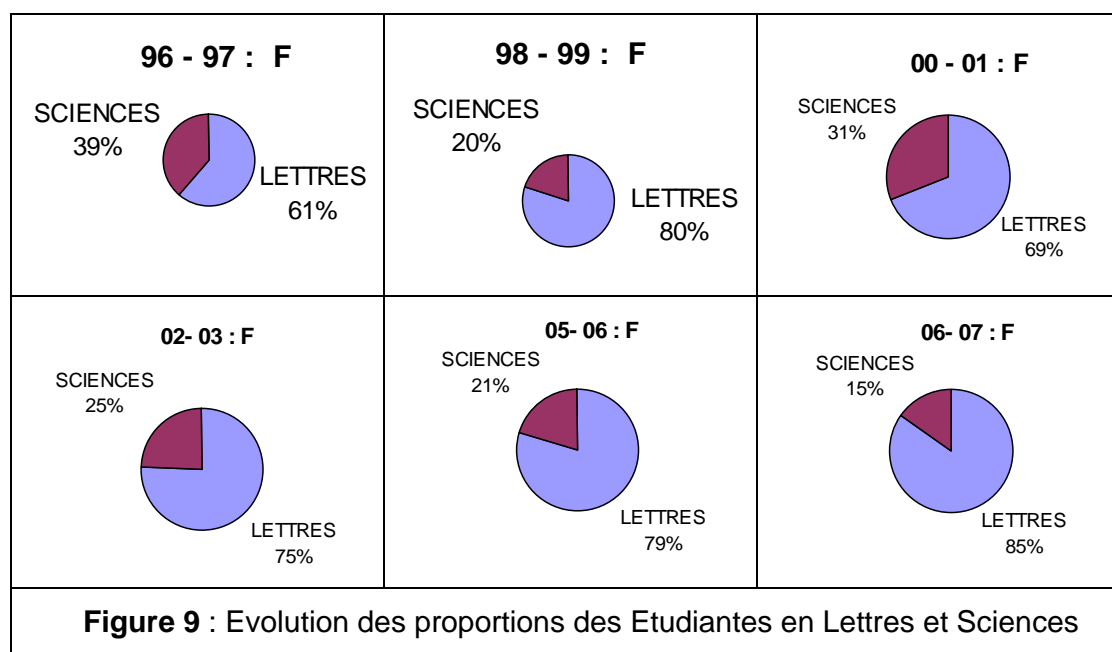 96 - 97 : F
SCIENCES
39%
LETTRES
61%
98 - 99 : F
SCIENCES
20%
LETTRES
80%
00 - 01 : F
SCIENCES
31%
LETTRES
69%
02- 03 : F
SCIENCES
25%
LETTRES
75%
05- 06 : F
SCIENCES
21%
LETTRES
79%
06- 07 : F
SCIENCES
15%
LETTRES
85%
Figure 9 : Evolution des proportions des Etudiantes en Lettres et Sciences